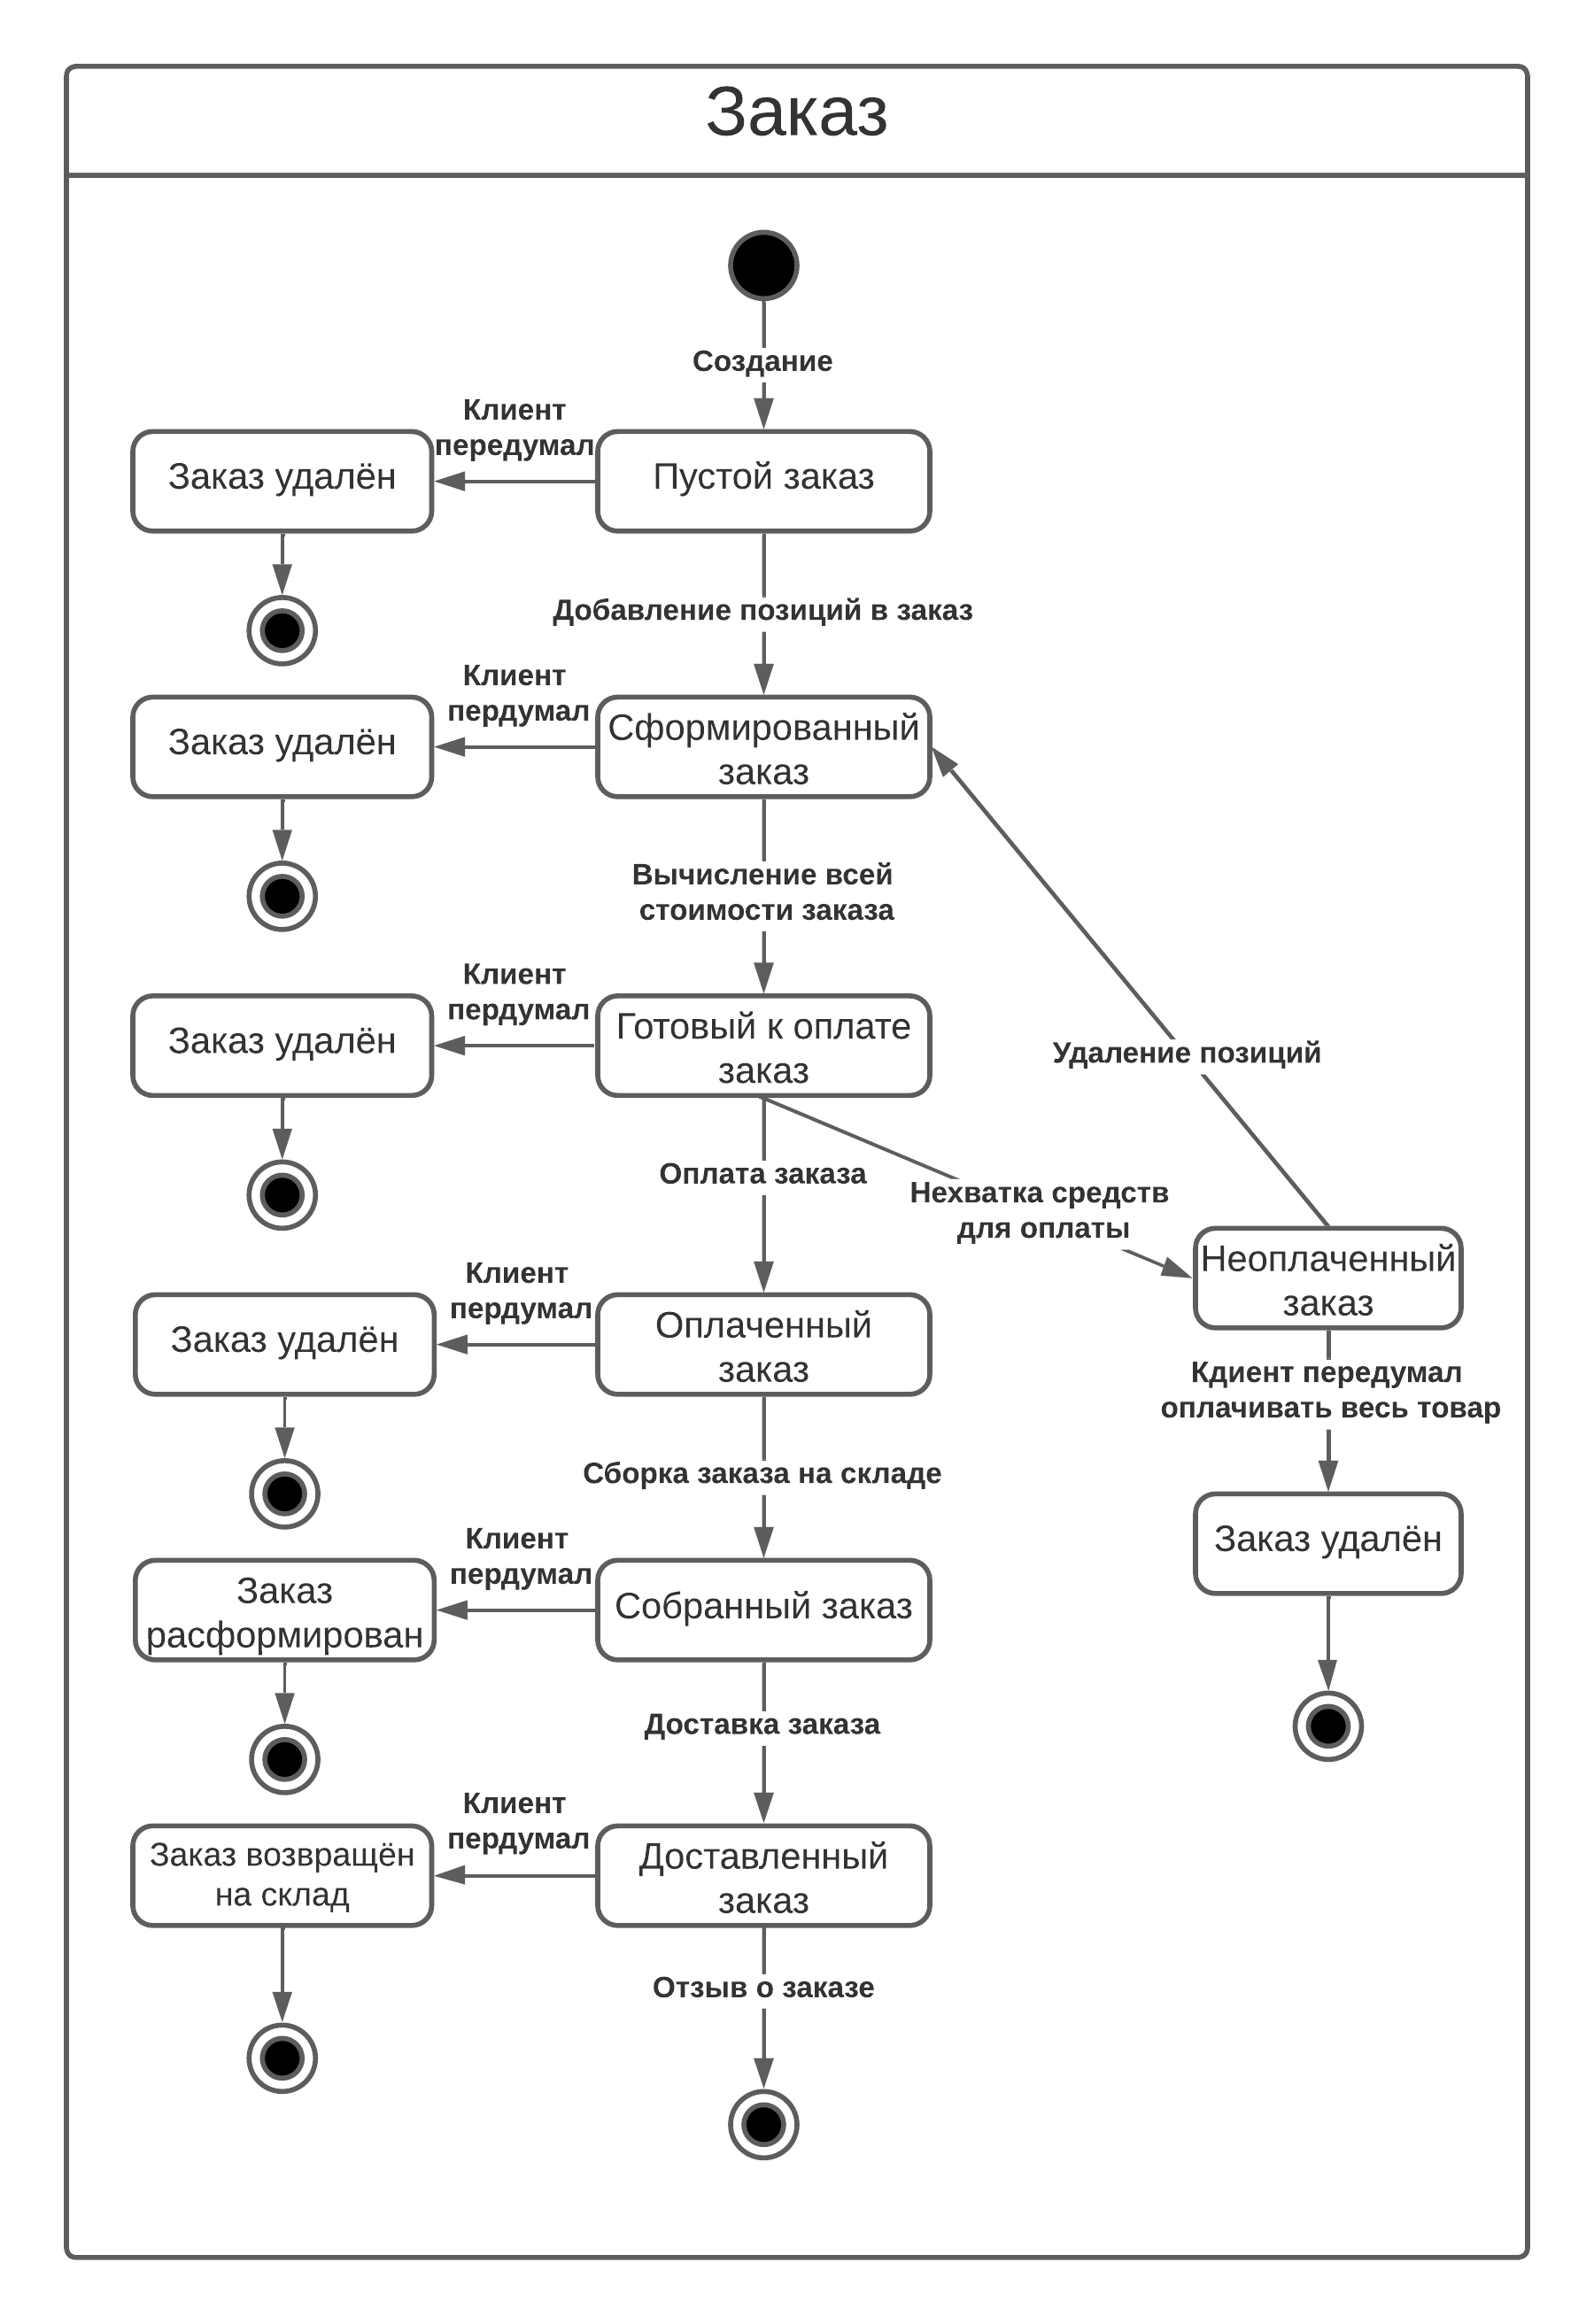 Заказ
Создание
Клиент
передумал
Заказ удалён
Пустой заказ
Добавление позиций в заказ
Клиент
пердумал
Заказ удалён
Сформированный
заказ
Вычисление всей
стоимости заказа
Клиент
пердумал
Заказ удалён
Готовый к оплате
заказ
Удаление позиций
Оплата заказа
Нехватка средств
для оплаты
Неоплаченный
заказ
Клиент
пердумал
Заказ удалён
Оплаченный
заказ
Кдиент передумал
оплачивать весь товар
Сборка заказа на складе
Заказ удалён
Клиент
пердумал
Заказ
расформирован
Собранный заказ
Доставка заказа
Клиент
пердумал
Заказ возвращён
на склад
Доставленный
заказ
Отзыв о заказе